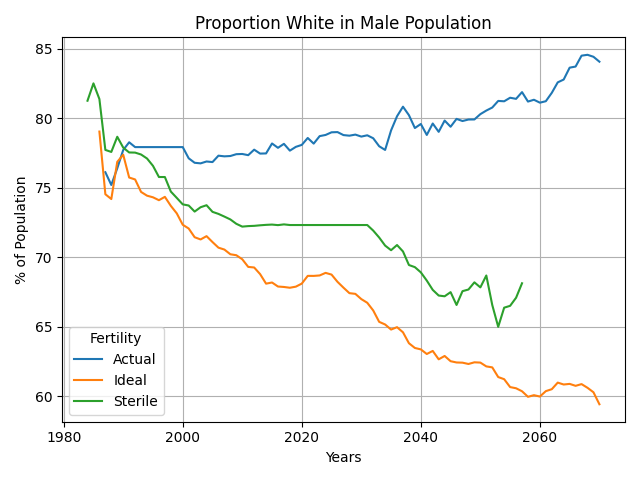 Proportion White in Male Population
% of Population
85
80
75
70
65
60
Fertility
Actual
Ideal
Sterile
1980 2000 2020 2040 2060
Years